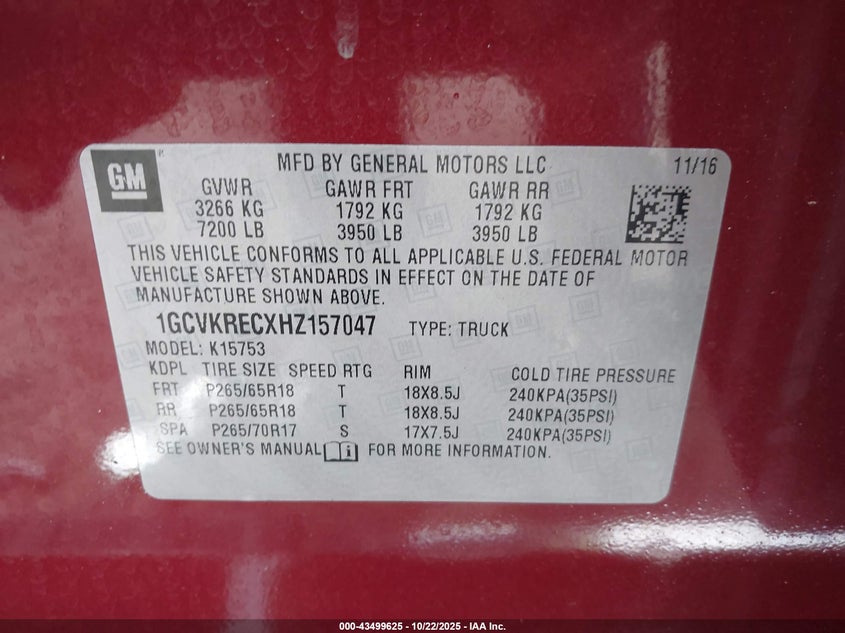 GM
MFD BY GENERAL MOTORS LLC 11/16
GVWR GAWR FRT GAWR RR
3266 KG 1792 KG 1792 KG
7200 LB 3950 LB 3950 LB
THIS VEHICLE CONFORMS TO ALL APPLICABLE U.S. FEDERAL MOTOR
VEHICLE SAFETY STANDARDS IN EFFECT ON THE DATE OF
MANUFACTURE SHOWN ABOVE.
1GCVKRECXHZ157047 TYPE: TRUCK
MODEL: K15753
KDPL TIRE SIZE SPEED RTG RIM COLD TIRE PRESSURE
FRT P265/65R18 T 18X8.5J 240KPA(35PSI)
RR P265/65R18 T 18X8.5J 240KPA(35PSI)
SPA P265/70R17 S 17X7.5J 240KPA(35PSI)
SEE OWNER'S MANUAL FOR MORE INFORMATION.
000-43499625 - 10/22/2025 - IAA Inc.